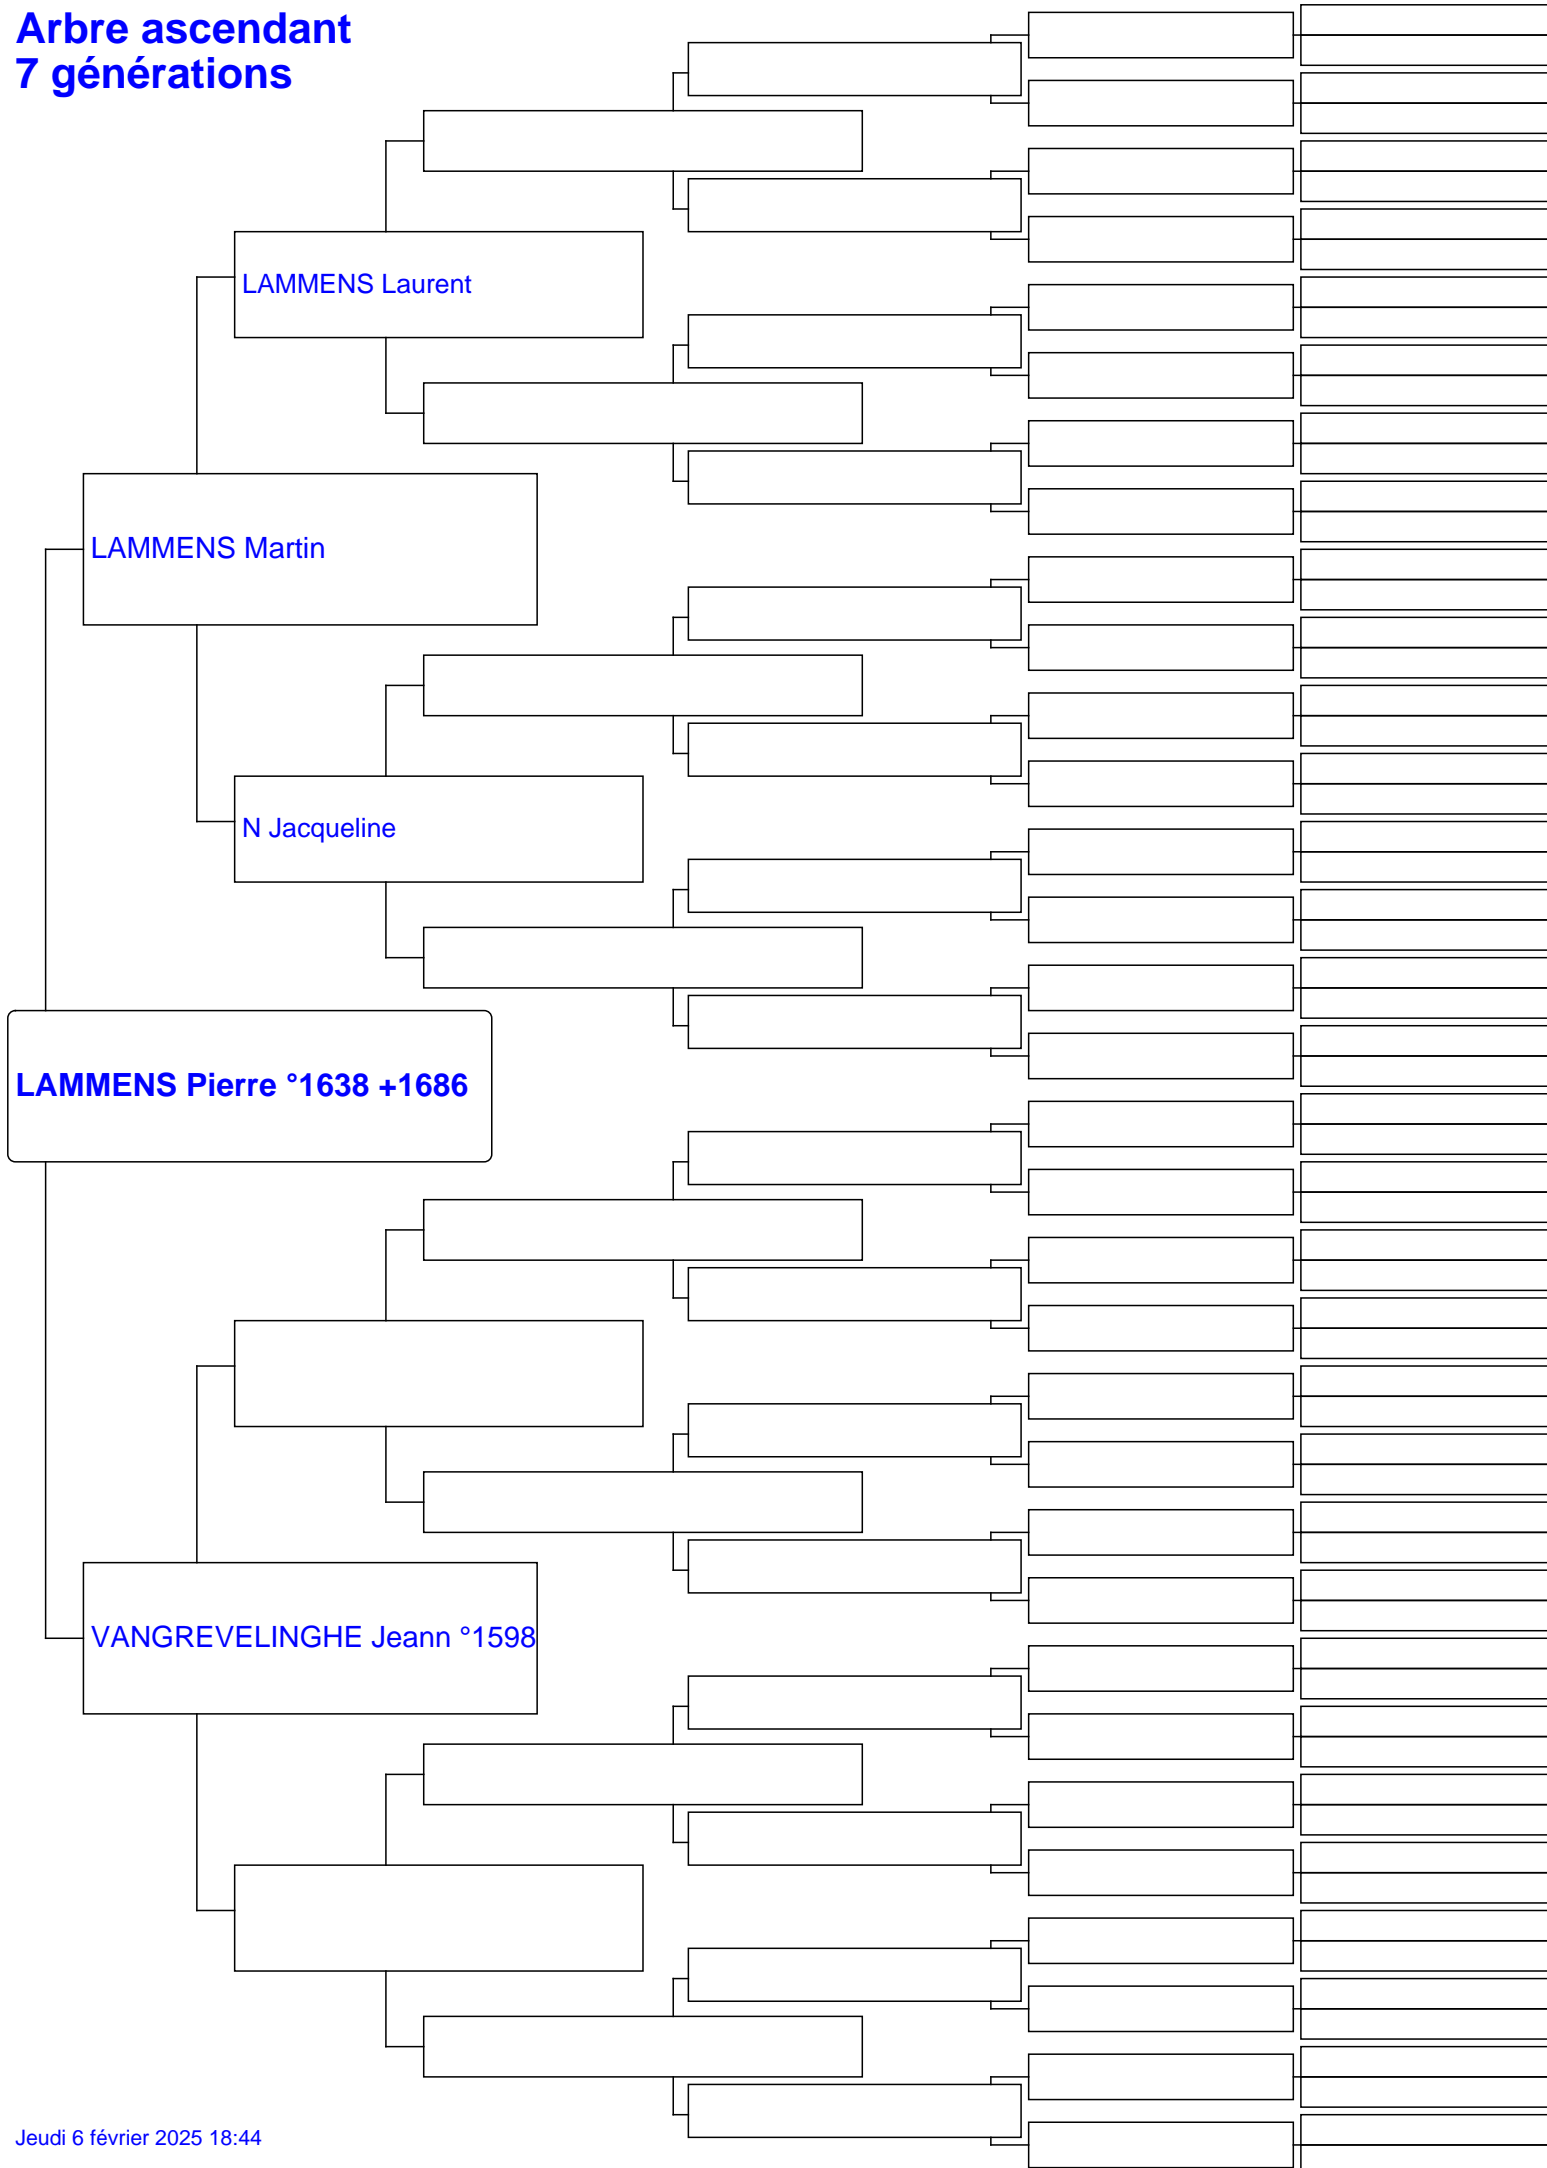 Arbre ascendant
7 générations
LAMMENS Laurent
LAMMENS Martin
N Jacqueline
LAMMENS Pierre °1638 +1686
VANGREVELINGHE Jeann °1598
Jeudi 6 février 2025 18:44